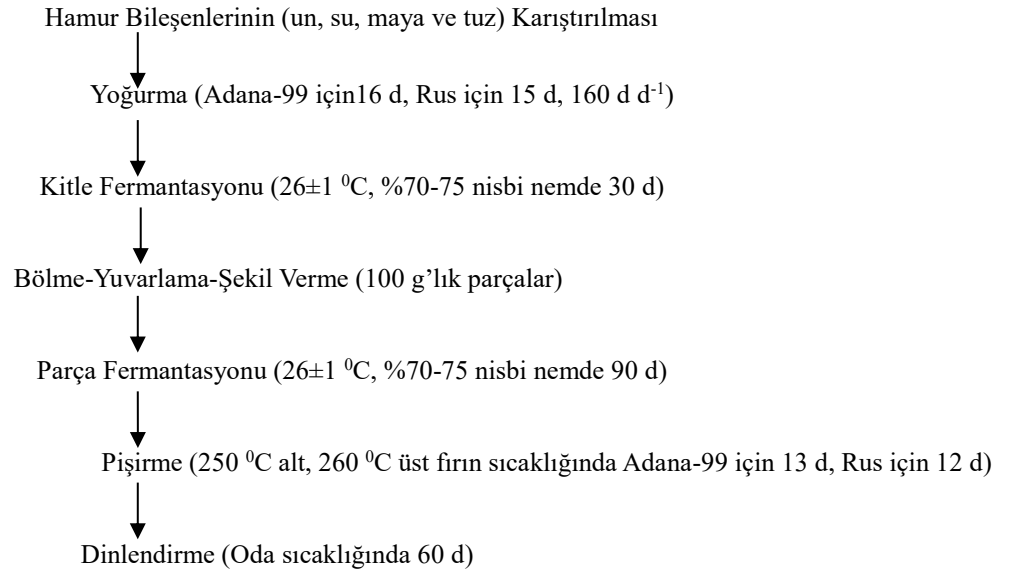 Hamur Bileşenlerinin (un, su, maya ve tuz) Karıştırılması
Yoğurma (Adana-99 için16 d, Rus için 15 d, 160 d d⁻¹)
Kitle Fermantasyonu (26±1 ⁰C, %70-75 nisbi nemde 30 d)
Bölme-Yuvarlama-Şekil Verme (100 g’lık parçalar)
Parça Fermantasyonu (26±1 ⁰C, %70-75 nisbi nemde 90 d)
Pişirme (250 ⁰C alt, 260 ⁰C üst fırın sıcaklığında Adana-99 için 13 d, Rus için 12 d)
Dinlendirme (Oda sıcaklığında 60 d)